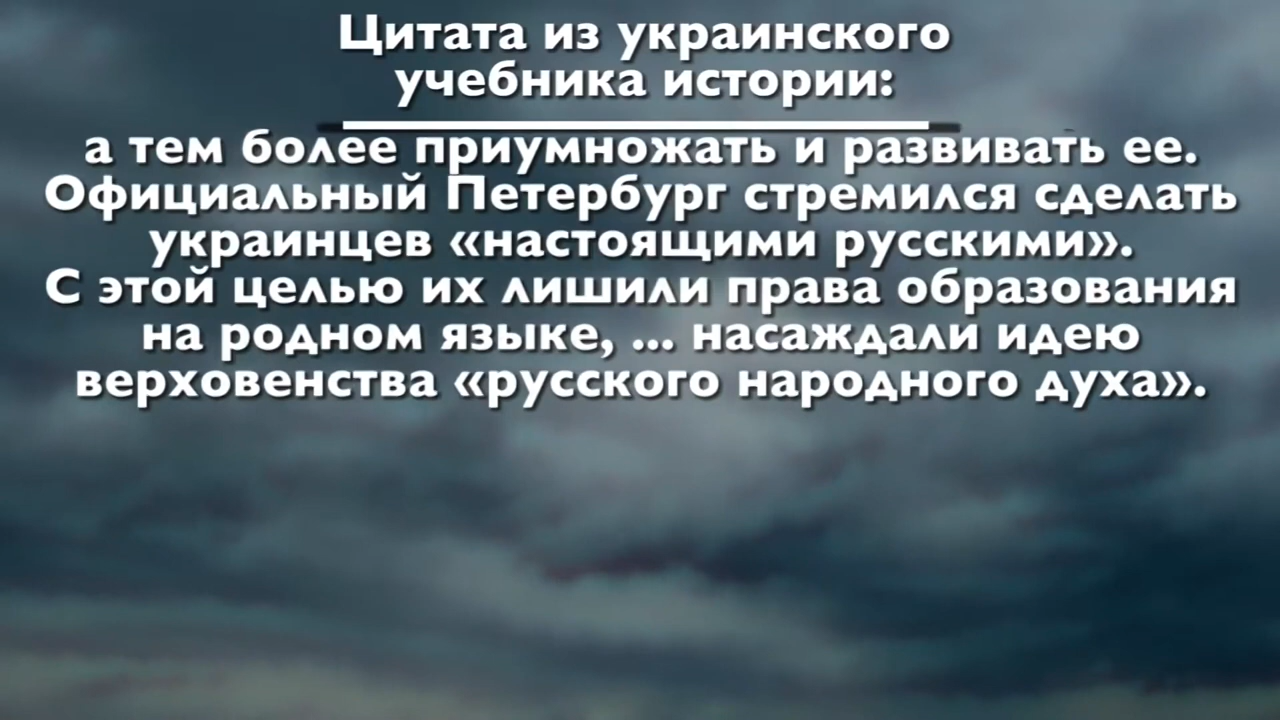 Цитата из украинского
учебника истории:
а тем более приумножать и развивать ее.
Официальный Петербург стремился сделать
украинцев «настоящими русскими».
С этой целью их лишили права образования
на родном языке, ... насаждали идею
верховенства «русского народного духа».